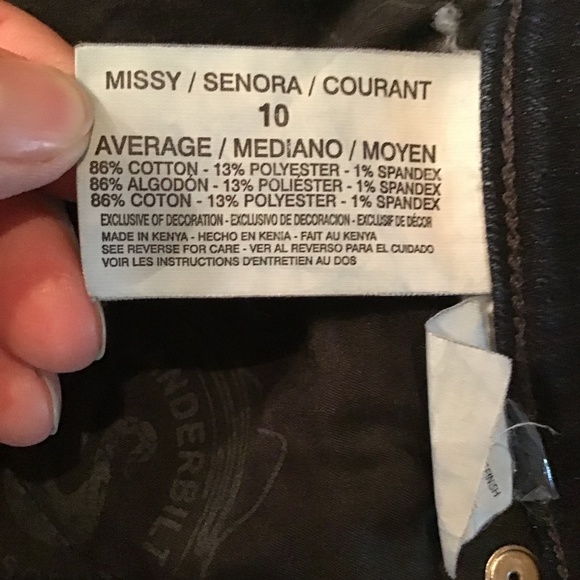 MISSY / SENORA / COURANT
10
AVERAGE / MEDIANO / MOYEN
86% COTTON - 13% POLYESTER - 1% SPANDEX
86% ALGODÓN - 13% POLIÉSTER - 1% SPANDEX
86% COTON - 13% POLYESTER - 1% SPANDEX
EXCLUSIVE OF DECORATION - EXCLUSIVO DE DECORACION - EXCLUSIF DE DÉCOR
MADE IN KENYA - HECHO EN KENIA - FAIT AU KENYA
SEE REVERSE FOR CARE - VER AL REVERSO PARA EL CUIDADO
VOIR LES INSTRUCTIONS D'ENTRETIEN AU DOS